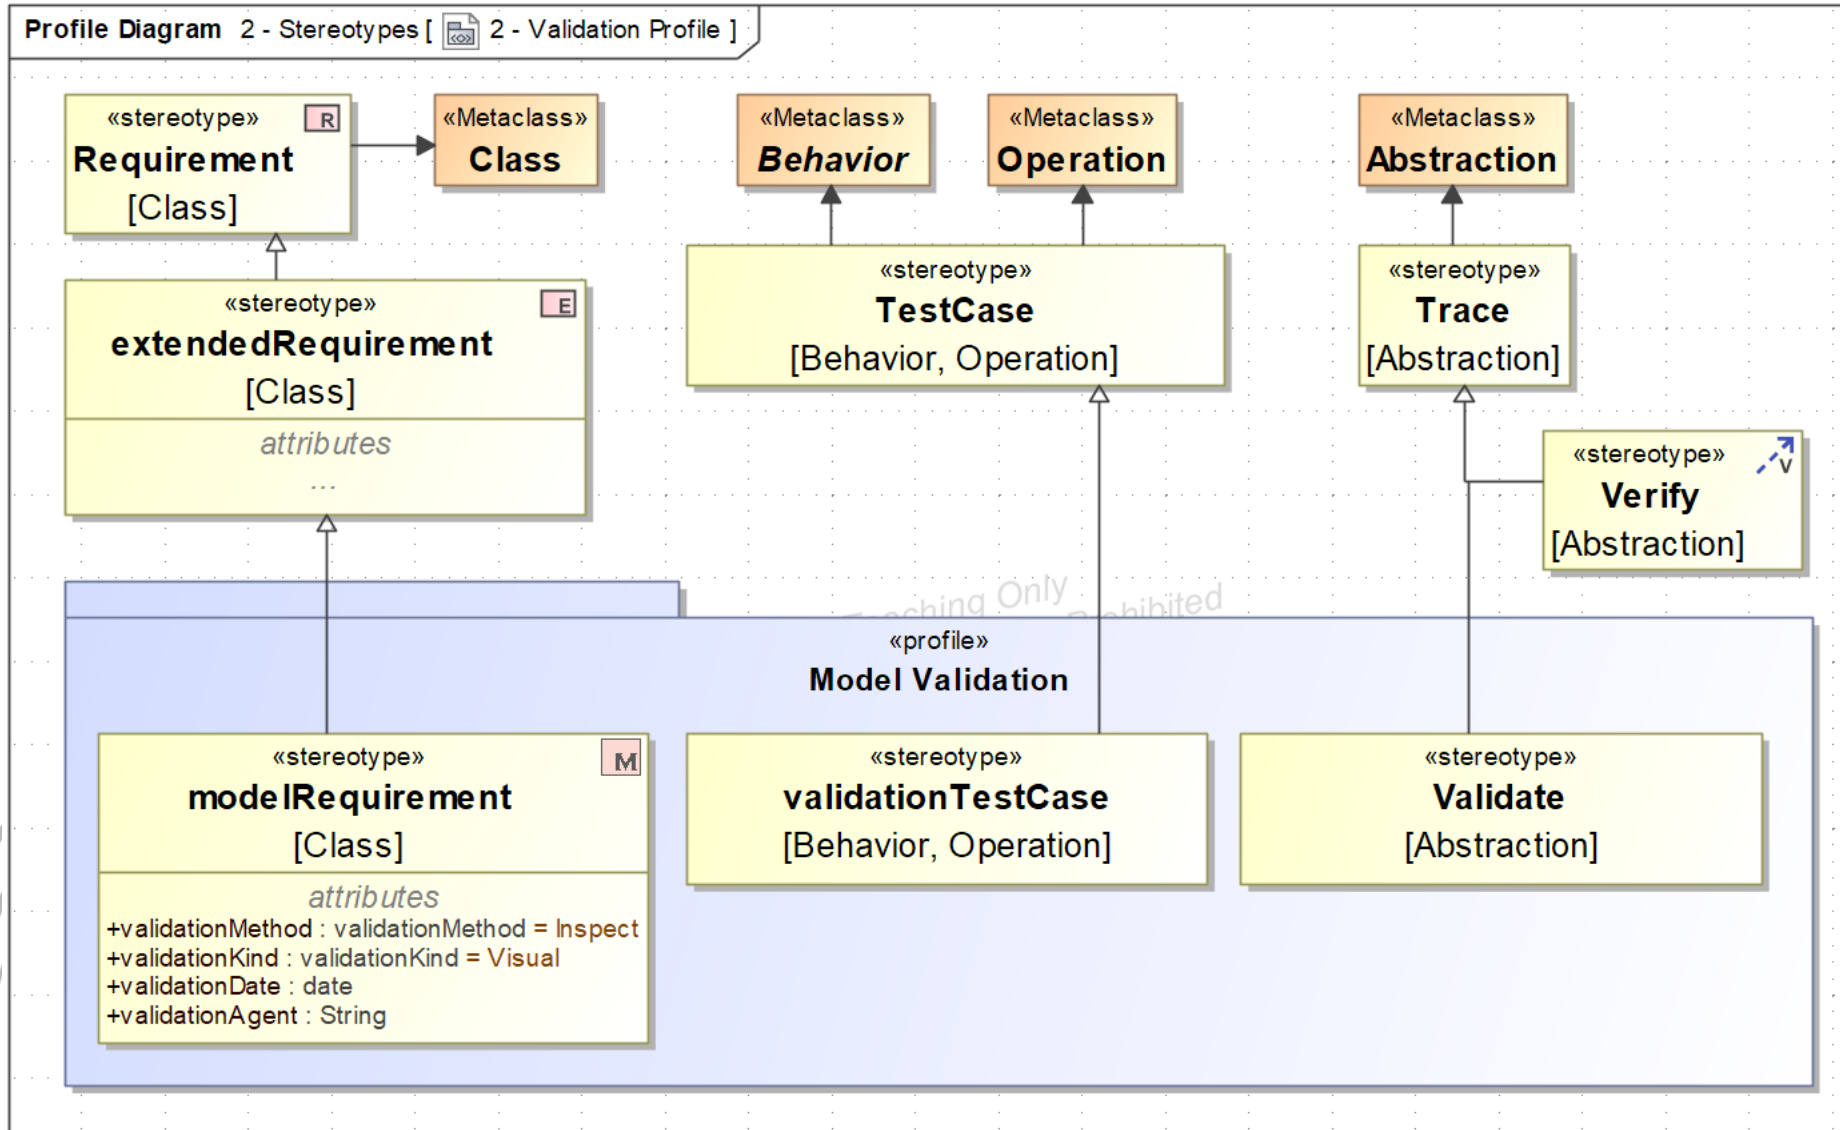 Profile Diagram 2 - Stereotypes [ 2 - Validation Profile ]
«stereotype»
R
Requirement
[Class]
«Metaclass»
Class
«Metaclass»
Behavior
«Metaclass»
Operation
«Metaclass»
Abstraction
«stereotype»
E
extendedRequirement
[Class]
attributes
...
«stereotype»
TestCase
[Behavior, Operation]
«stereotype»
Trace
[Abstraction]
«stereotype»
V
Verify
[Abstraction]
Only
«profile»
Model Validation
«stereotype»
M
modelRequirement
[Class]
attributes
+validationMethod : validationMethod = Inspect
+validationKind : validationKind = Visual
+validationDate : date
+validationAgent : String
«stereotype»
validationTestCase
[Behavior, Operation]
«stereotype»
Validate
[Abstraction]